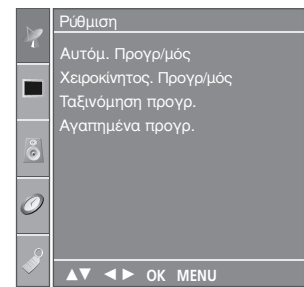 Ρύθμιση
Αυτόμ. Προγρ/μός
Χειροκίνητος. Προγρ/μός
Ταξινόμηση προγρ.
Αγαπημένα προγρ.
▲▼ ◄► OK MENU